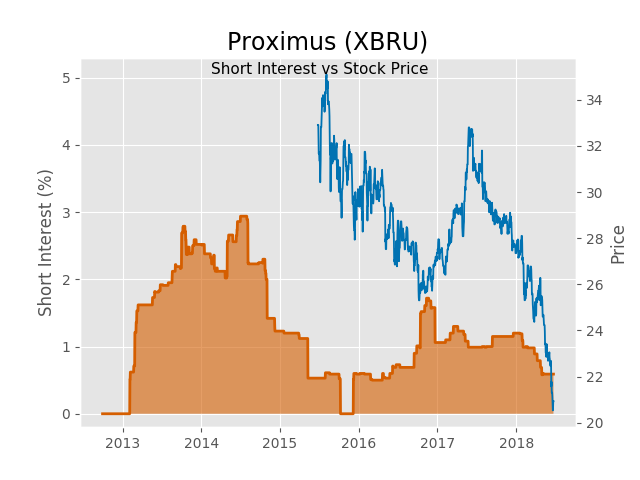 Proximus (XBRU)
Short Interest vs Stock Price
Short Interest (%)
5
4
3
2
1
0
34
32
30
28
26
24
22
20
Price
2013 2014 2015 2016 2017 2018